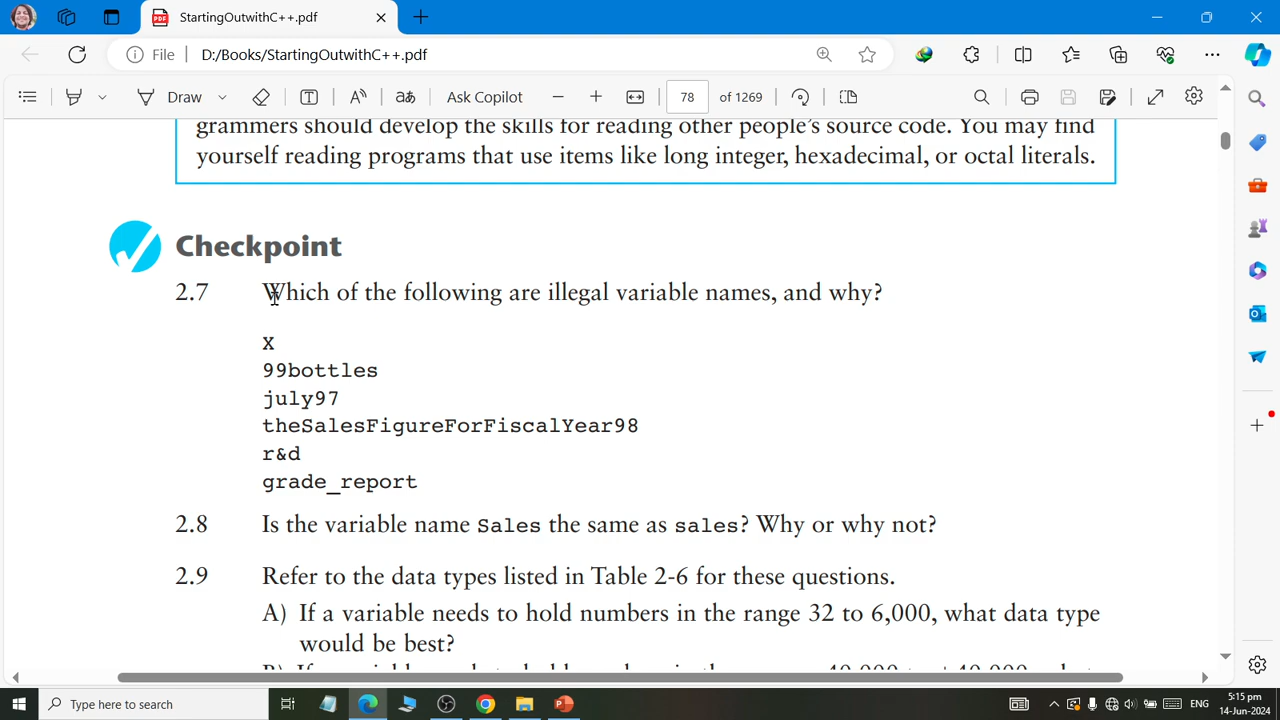 StartingOutwithC++.pdf
File
D:/Books/StartingOutwithC++.pdf
Draw
Ask Copilot
78
of 1269
grammers should develop the skills for reading other people's source code. You may find
yourself reading programs that use items like long integer, hexadecimal, or octal literals.
Checkpoint
2.7 Which of the following are illegal variable names, and why?
x
99bottles
july97
theSalesFigureForFiscalYear98
r&d
grade_report
2.8 Is the variable name Sales the same as sales? Why or why not?
2.9 Refer to the data types listed in Table 2-6 for these questions.
A) If a variable needs to hold numbers in the range 32 to 6,000, what data type
would be best?
Type here to search
ENG
5:15 pm
14-Jun-2024